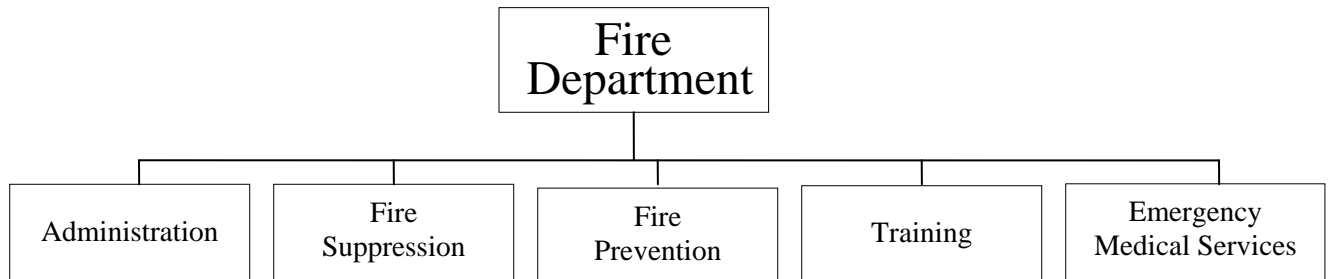 Fire
Department
Administration
Fire
Suppression
Fire
Prevention
Training
Emergency
Medical Services